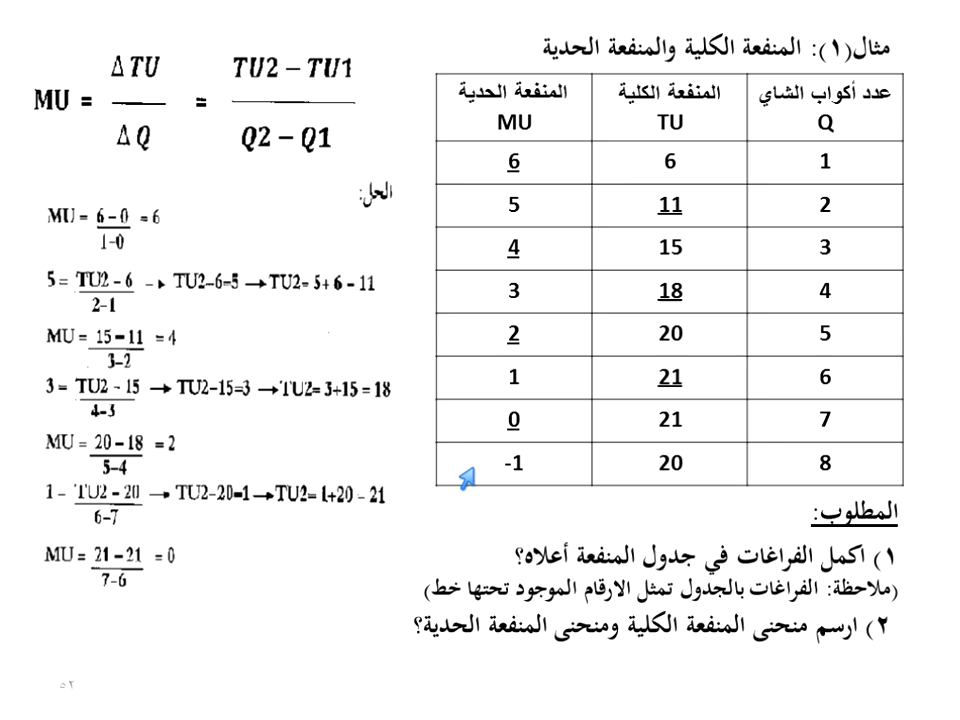 مثال(١): المنفعة الكلية والمنفعة الحدية
MU = ΔTU / ΔQ = TU2 – TU1 / Q2 – Q1
عدد أكواب الشاي Q | المنفعة الكلية TU | المنفعة الحدية MU
1 | 6 | 6
2 | 11 | 5
3 | 15 | 4
4 | 18 | 3
5 | 20 | 2
6 | 21 | 1
7 | 21 | 0
8 | 20 | -1
الحل:
MU = 6 – 0 / 1–0 = 6
5 = TU2 – 6 / 2–1 → TU2–6=5 → TU2= 5+6 – 11
MU = 15 – 11 / 3–2 = 4
3 = TU2 – 15 / 4–3 → TU2–15=3 → TU2= 3+15 = 18
MU = 20 – 18 / 5–4 = 2
1 – TU2 – 20 / 6–7 → TU2–20=1 → TU2= 1+20 – 21
MU = 21 – 21 / 7–6 = 0
المطلوب:
١) اكمل الفراغات في جدول المنفعة أعلاه؟
(ملاحظة: الفراغات بالجدول تمثل الارقام الموجود تحتها خط)
٢) ارسم منحنى المنفعة الكلية ومنحنى المنفعة الحدية؟